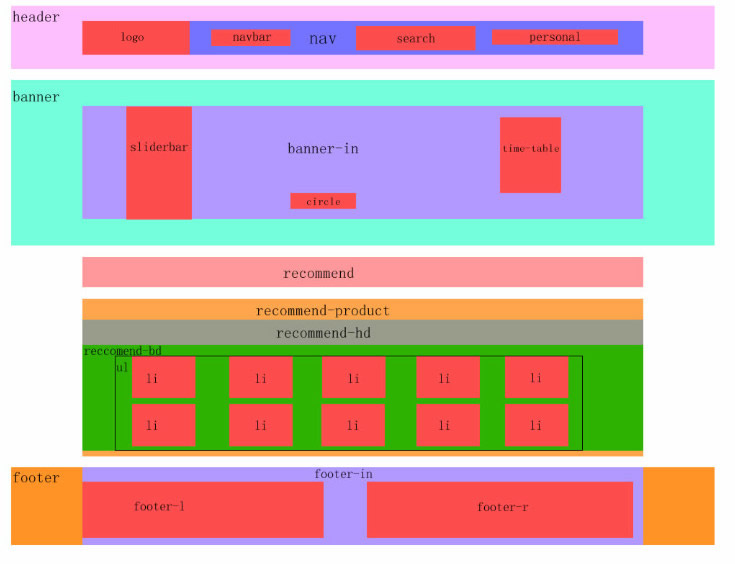 header
logo
navbar
nav
search
personal
banner
sliderbar
banner-in
time-table
circle
recommend
recommend-product
recommend-hd
reccomend-bd
ul
li li li li li
li li li li li
footer
footer-in
footer-l
footer-r